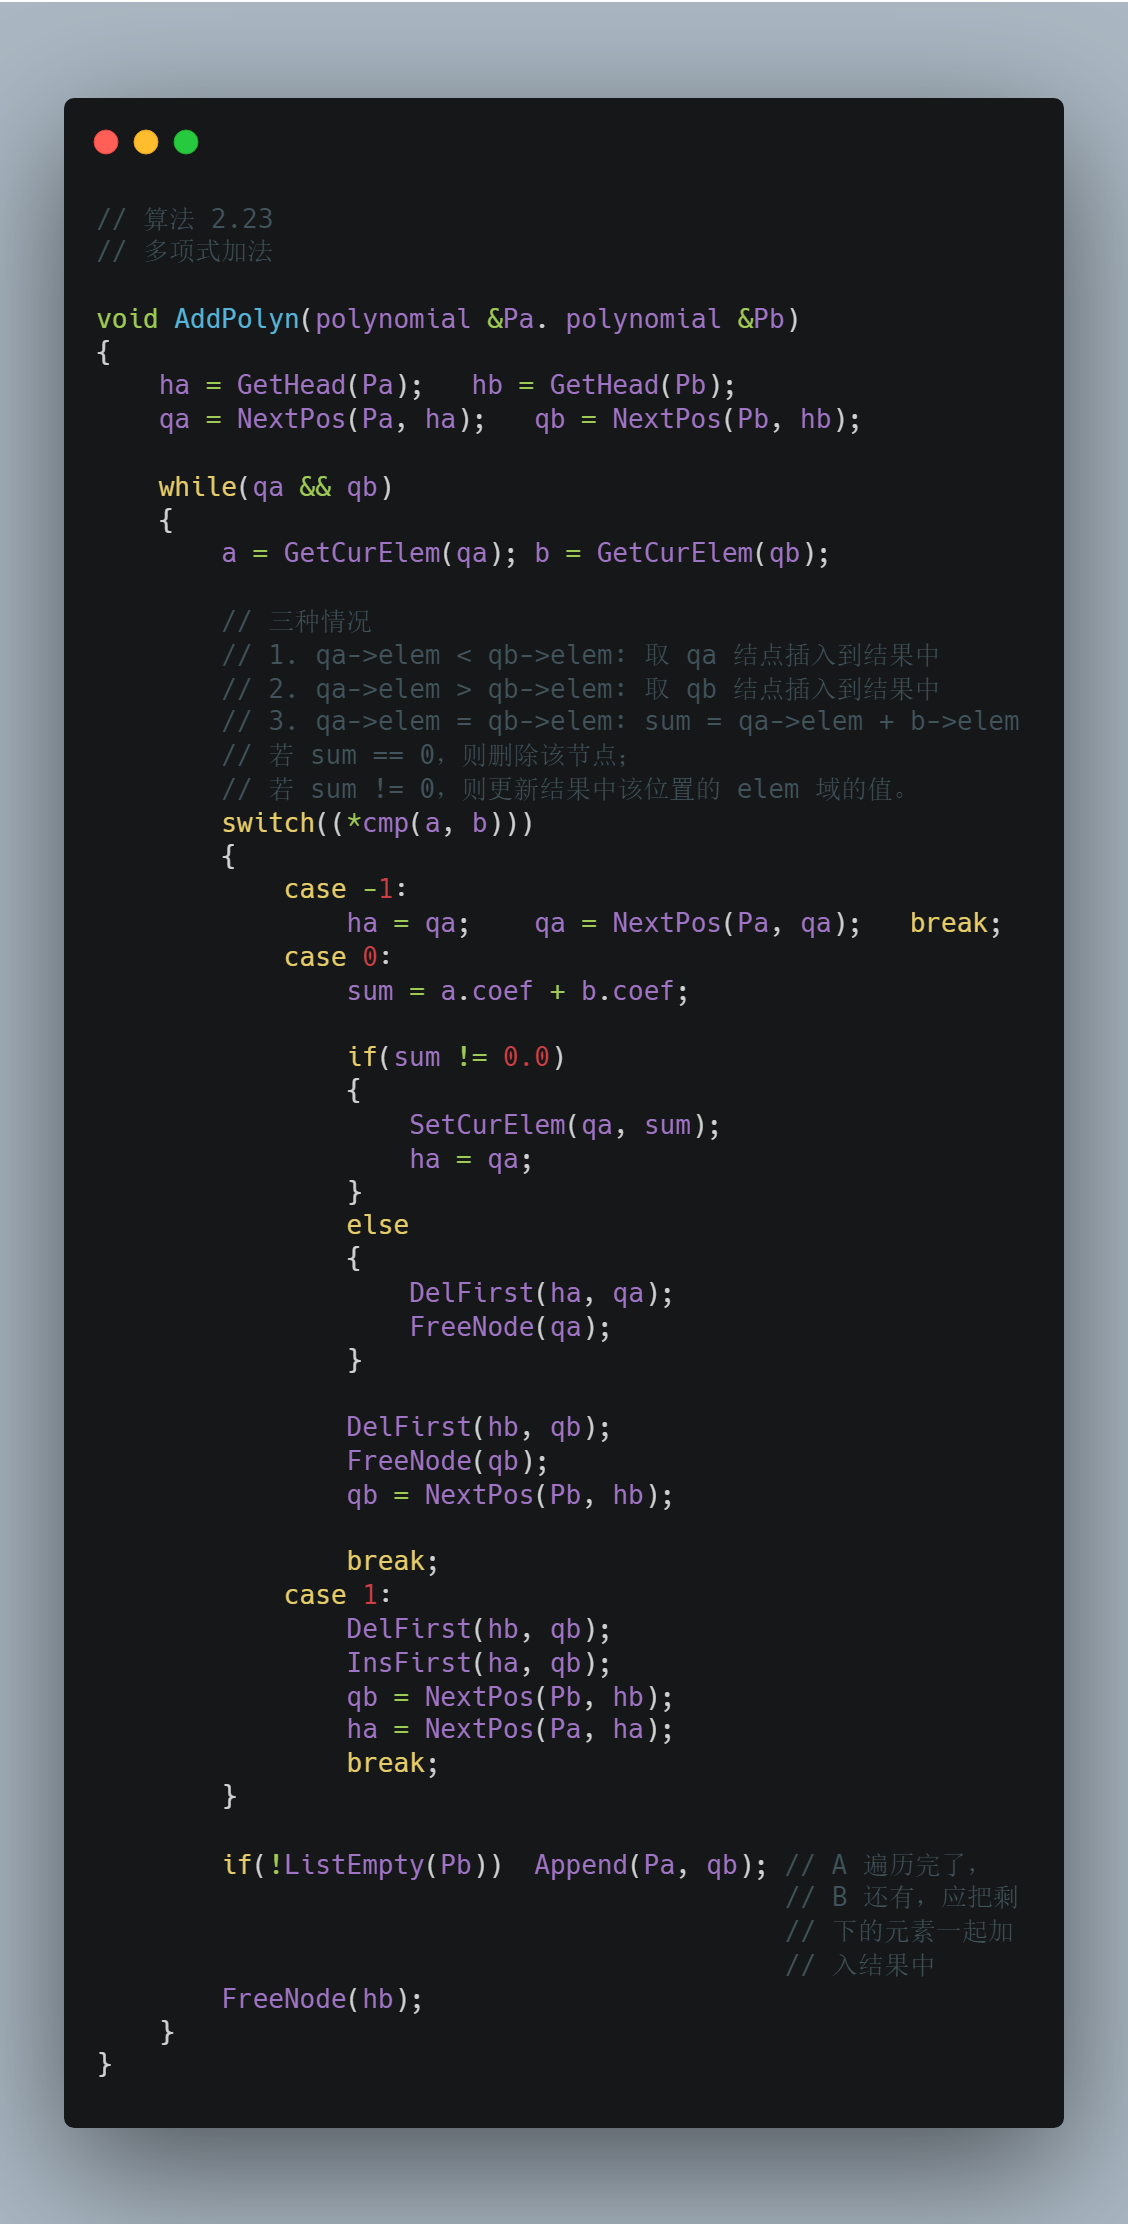 // 算法 2.23
// 多项式加法
void AddPolyn(polynomial &Pa. polynomial &Pb)
{
    ha = GetHead(Pa);   hb = GetHead(Pb);
    qa = NextPos(Pa, ha);   qb = NextPos(Pb, hb);
    while(qa && qb)
    {
        a = GetCurElem(qa); b = GetCurElem(qb);
        // 三种情况
        // 1. qa->elem < qb->elem: 取 qa 结点插入到结果中
        // 2. qa->elem > qb->elem: 取 qb 结点插入到结果中
        // 3. qa->elem = qb->elem: sum = qa->elem + b->elem
        // 若 sum == 0，则删除该节点；
        // 若 sum != 0，则更新结果中该位置的 elem 域的值。
        switch((*cmp(a, b)))
        {
            case -1:
                ha = qa;    qa = NextPos(Pa, qa);   break;
            case 0:
                sum = a.coef + b.coef;
                if(sum != 0.0)
                {
                    SetCurElem(qa, sum);
                    ha = qa;
                }
                else
                {
                    DelFirst(ha, qa);
                    FreeNode(qa);
                }
                DelFirst(hb, qb);
                FreeNode(qb);
                qb = NextPos(Pb, hb);
                break;
            case 1:
                DelFirst(hb, qb);
                InsFirst(ha, qb);
                qb = NextPos(Pb, hb);
                ha = NextPos(Pa, ha);
                break;
        }
        if(!ListEmpty(Pb))  Append(Pa, qb); // A 遍历完了，
                                            // B 还有，应把剩
                                            // 下的元素一起加
                                            // 入结果中
        FreeNode(hb);
    }
}